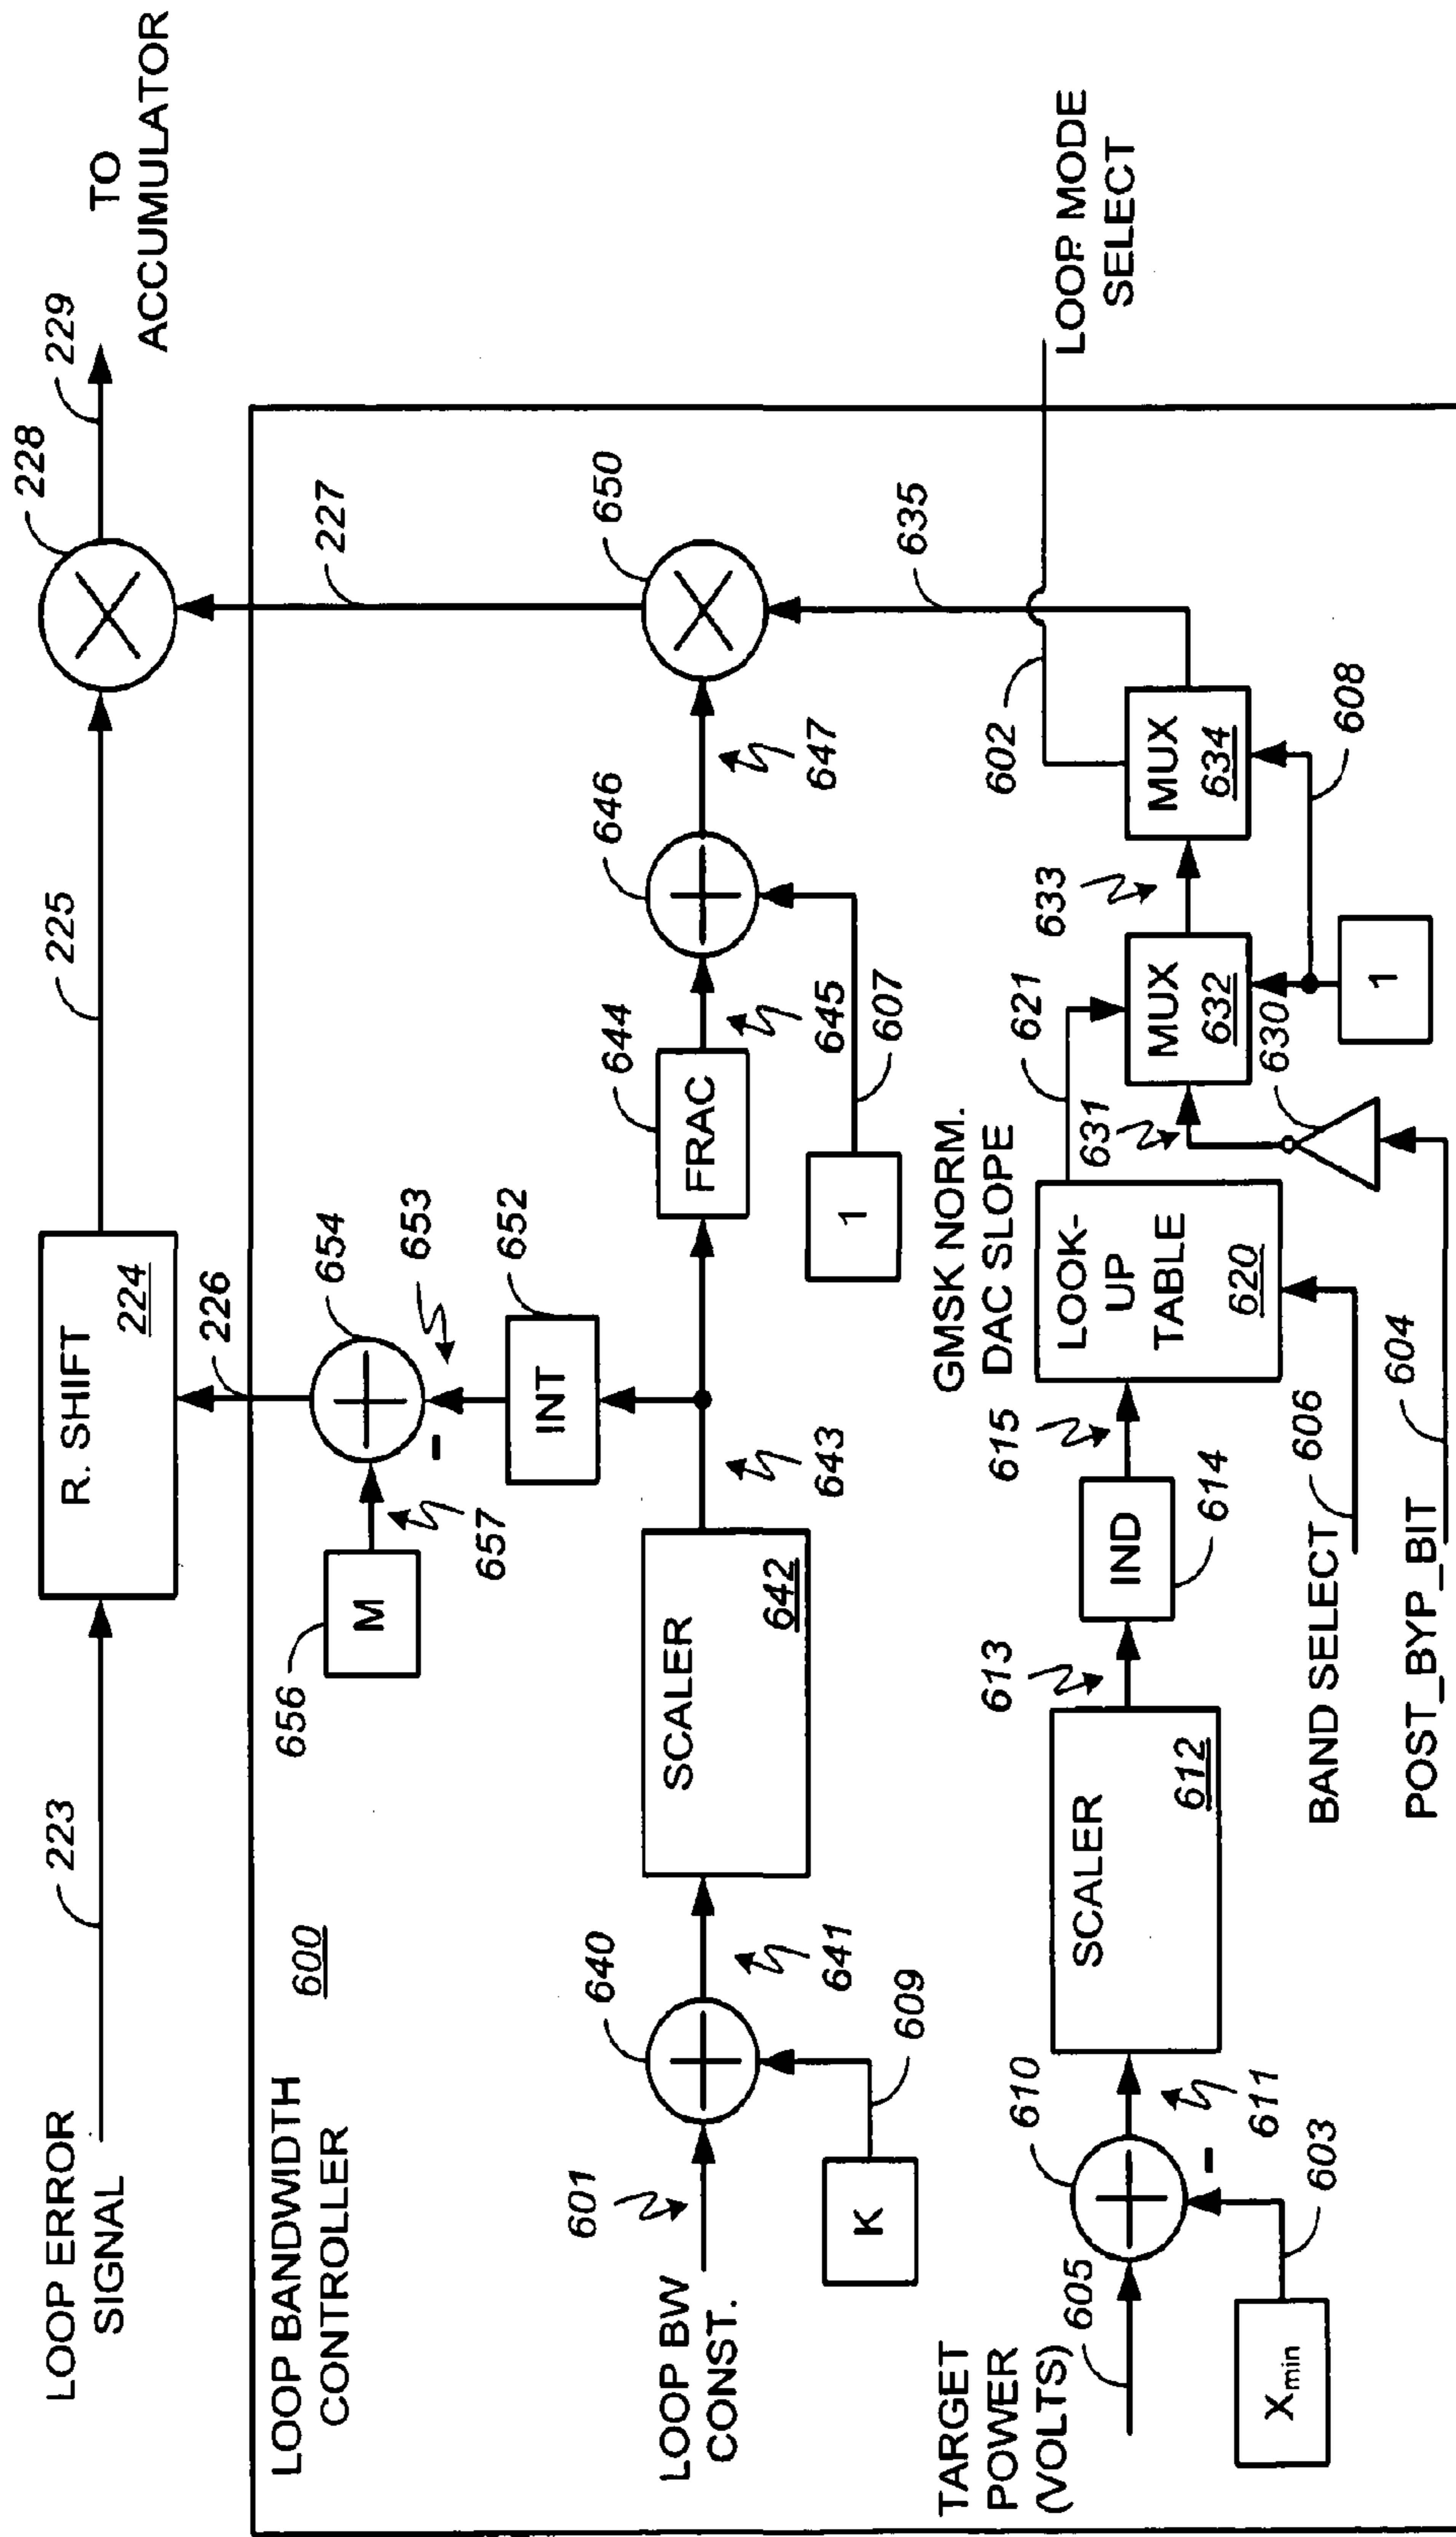 LOOP ERROR
SIGNAL
223
R. SHIFT
224
225
228
229
TO
ACCUMULATOR
226
227
LOOP BANDWIDTH
CONTROLLER
600
656
M
657
654
653
652
INT
LOOP BW
CONST.
601
640
641
K
609
SCALER
642
643
644
FRAC
645
646
647
1
607
650
TARGET
POWER
(VOLTS)
605
610
611
Xmin
603
SCALER
612
613
IND
614
615
GMSK NORM.
DAC SLOPE
LOOK-
UP
TABLE
620
621
BAND SELECT
606
POST_BYP_BIT
604
630
631
MUX
632
633
MUX
634
635
1
608
602
LOOP MODE
SELECT